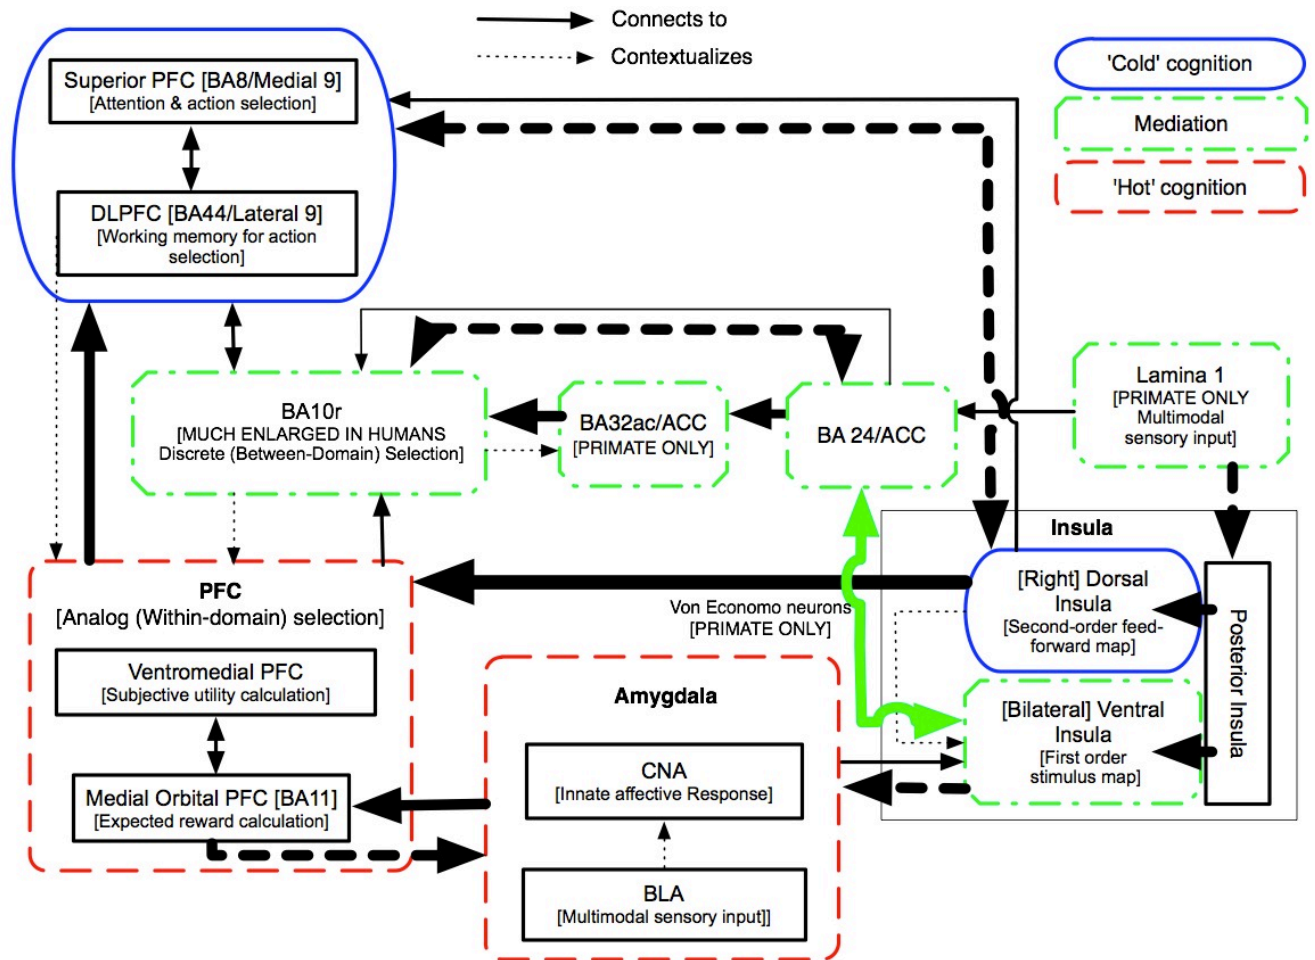 Connects to
Contextualizes
'Cold' cognition
Mediation
'Hot' cognition
Superior PFC [BA8/Medial 9]
[Attention & action selection]
DLPFC [BA44/Lateral 9]
[Working memory for action
selection]
BA10r
[MUCH ENLARGED IN HUMANS
Discrete (Between-Domain) Selection]
BA32ac/ACC
[PRIMATE ONLY]
BA 24/ACC
Lamina 1
[PRIMATE ONLY
Multimodal
sensory input]
Insula
[Right] Dorsal
Insula
[Second-order feed-
forward map]
[Bilateral] Ventral
Insula
[First order
stimulus map]
Posterior Insula
Von Economo neurons
[PRIMATE ONLY]
PFC
[Analog (Within-domain) selection]
Ventromedial PFC
[Subjective utility calculation]
Medial Orbital PFC [BA11]
[Expected reward calculation]
Amygdala
CNA
[Innate affective Response]
BLA
[Multimodal sensory input]]